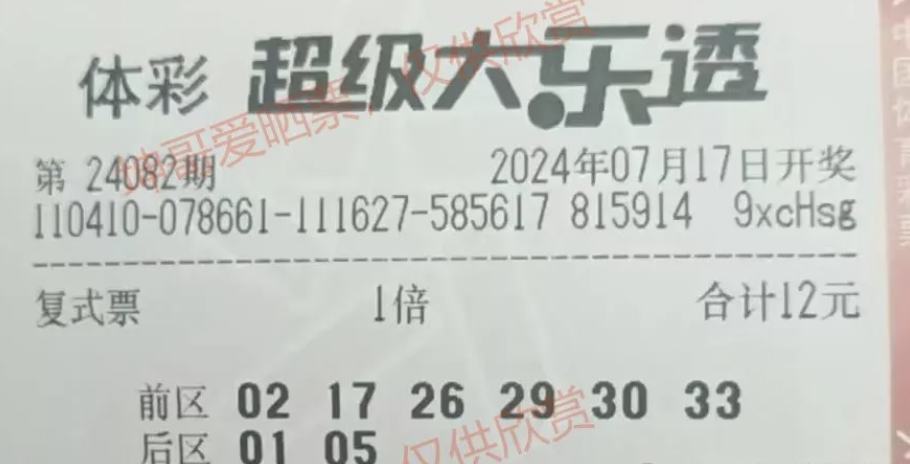 体彩 超级大乐透
第 24082期 2024年07月17日开奖
110410-078661-111627-585617 815914 9xcHsg
复式票 1倍 合计12元
前区 02 17 26 29 30 33
后区 01 05
帅哥爱晒票，仅供欣赏
仅供欣赏
中国体育彩票